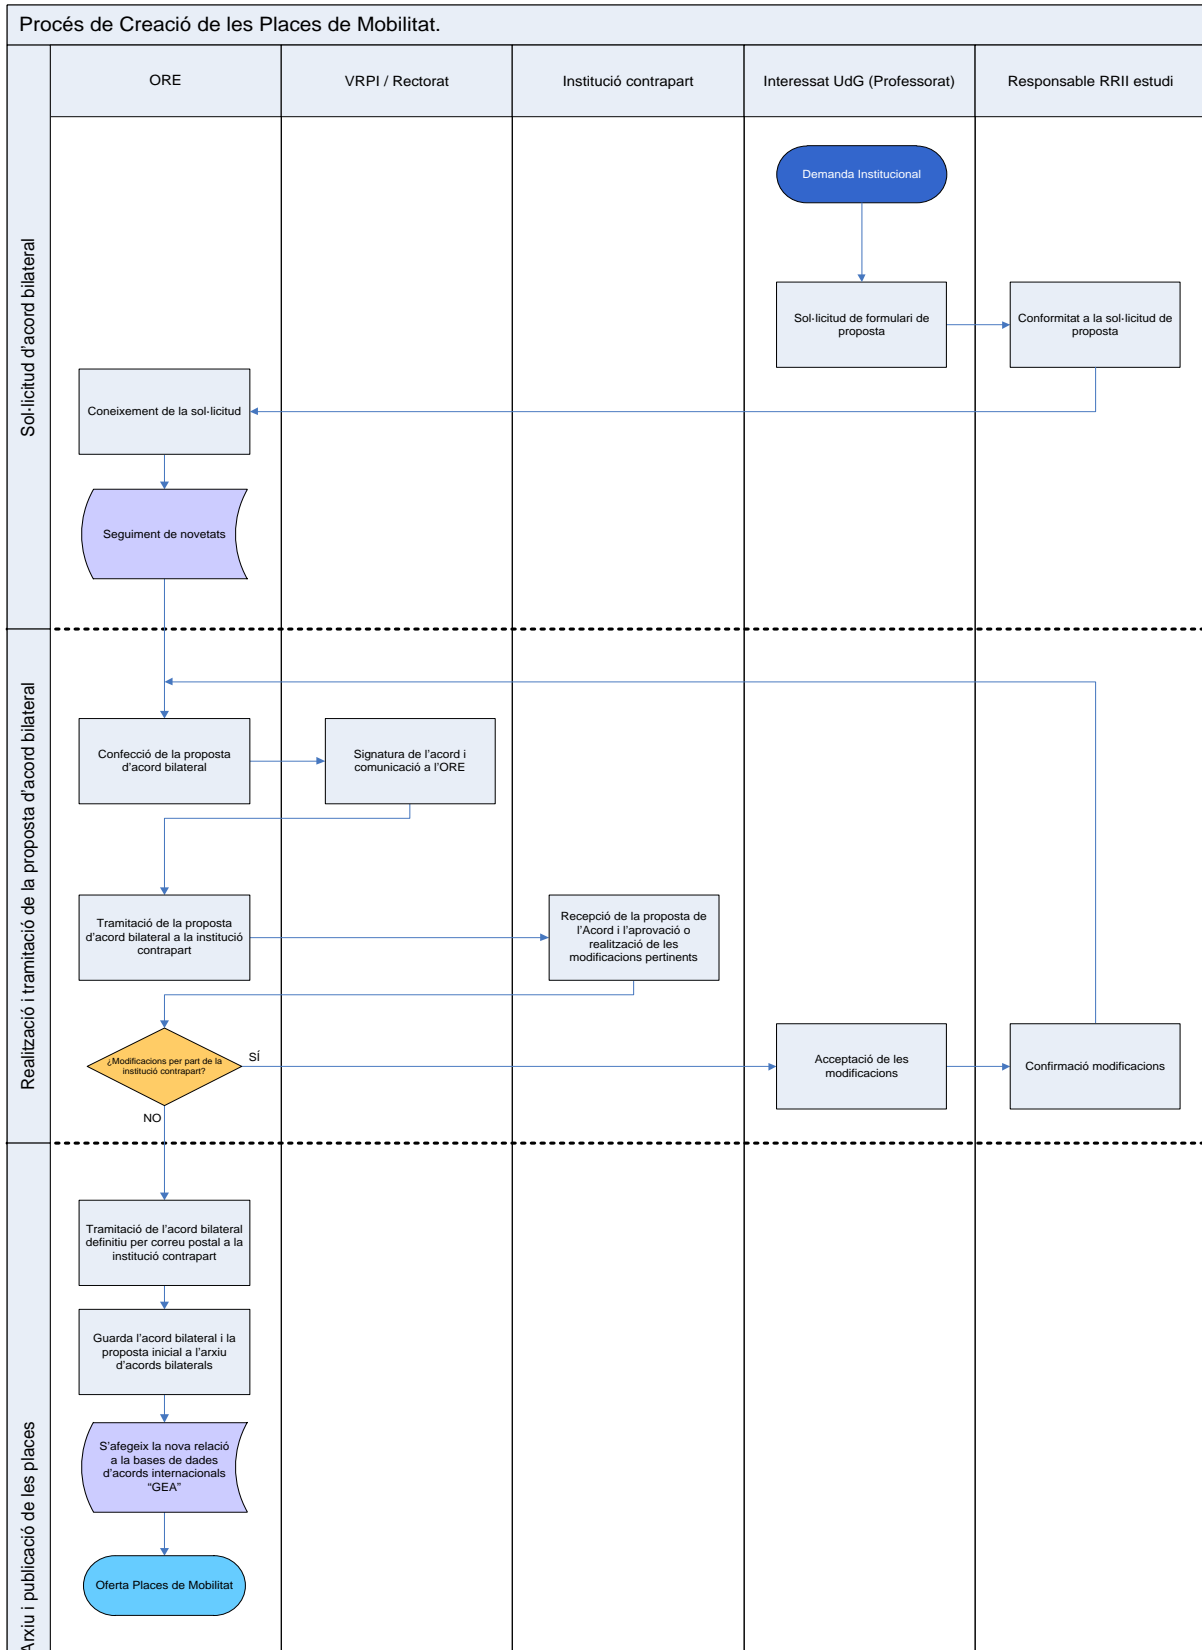 Procés de Creació de les Places de Mobilitat.
ORE
VRPI / Rectorat
Institució contrapart
Interessat UdG (Professorat)
Responsable RRII estudi
Sol·licitud d'acord bilateral
Demanda Institucional
Sol·licitud de formulari de
proposta
Conformitat a la sol·licitud de
proposta
Coneixement de la sol·licitud
Seguiment de novetats
Realització i tramitació de la proposta d'acord bilateral
Confecció de la proposta
d'acord bilateral
Signatura de l'acord i
comunicació a l'ORE
Tramitació de la proposta
d'acord bilateral a la institució
contrapart
Recepció de la proposta de
l'Acord i l'aprovació o
realització de les
modificacions pertinents
¿Modificacions per part de la
institució contrapart?
SÍ
NO
Acceptació de les
modificacions
Confirmació modificacions
Arxiu i publicació de les places
Tramitació de l'acord bilateral
definitiu per correu postal a la
institució contrapart
Guarda l'acord bilateral i la
proposta inicial a l'arxiu
d'acords bilaterals
S'afegeix la nova relació
a la bases de dades
d'acords internacionals
"GEA"
Oferta Places de Mobilitat